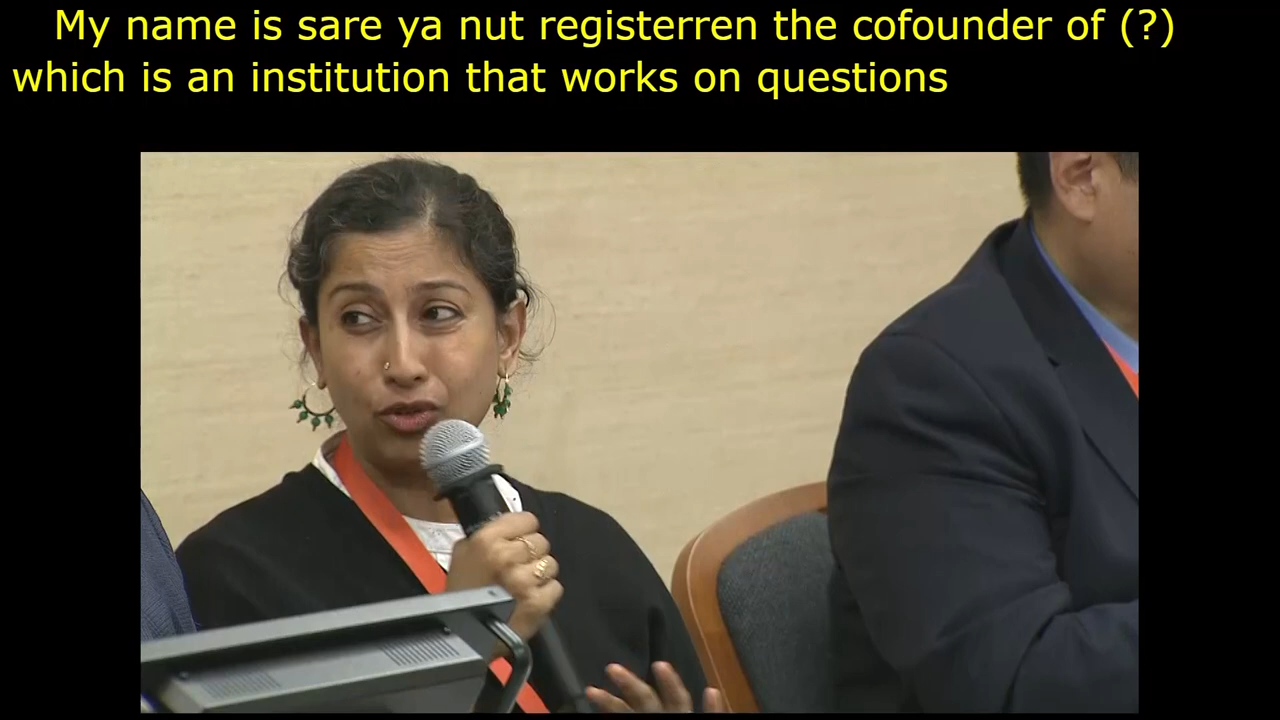 My name is sare ya nut registerren the cofounder of (?)
which is an institution that works on questions